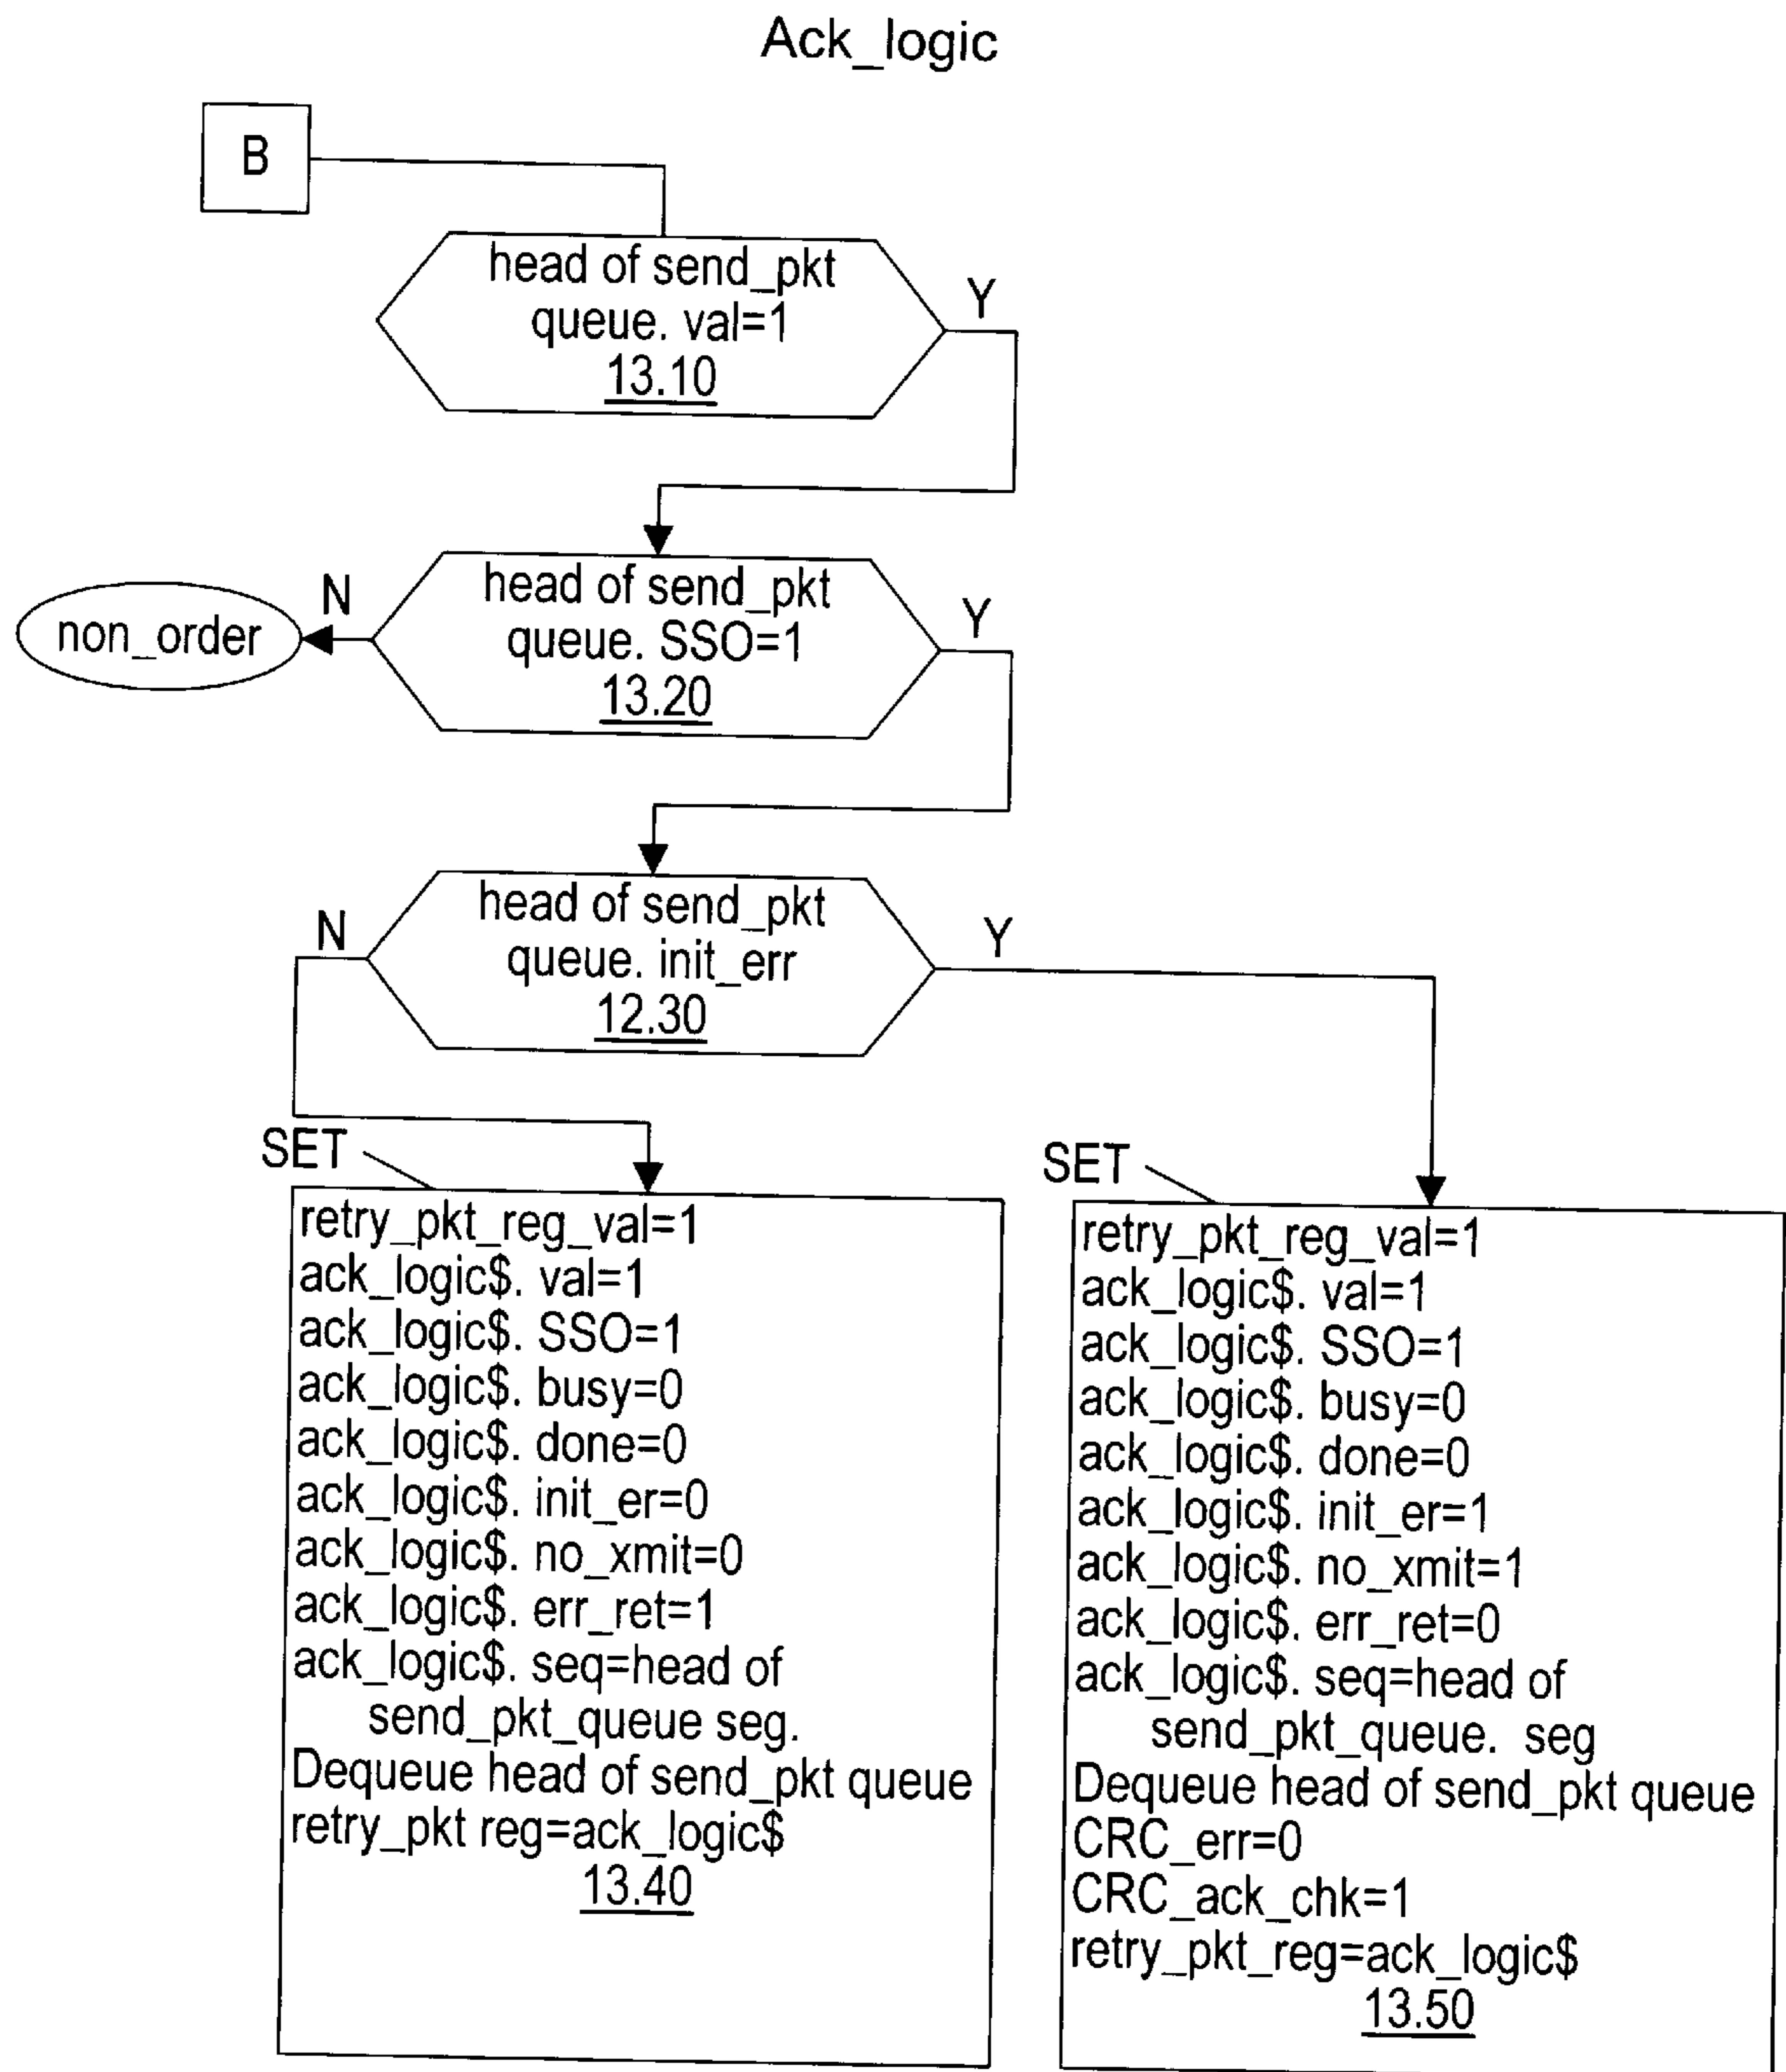 Ack_logic
B
head of send_pkt
queue. val=1
13.10
Y
head of send_pkt
queue. SSO=1
13.20
N
Y
non_order
head of send_pkt
queue. init_err
12.30
N
Y
SET
retry_pkt_reg_val=1
ack_logic$. val=1
ack_logic$. SSO=1
ack_logic$. busy=0
ack_logic$. done=0
ack_logic$. init_er=0
ack_logic$. no_xmit=0
ack_logic$. err_ret=1
ack_logic$. seq=head of
send_pkt_queue seg.
Dequeue head of send_pkt queue
retry_pkt reg=ack_logic$
13.40
SET
retry_pkt_reg_val=1
ack_logic$. val=1
ack_logic$. SSO=1
ack_logic$. busy=0
ack_logic$. done=0
ack_logic$. init_er=1
ack_logic$. no_xmit=1
ack_logic$. err_ret=0
ack_logic$. seq=head of
send_pkt_queue. seg
Dequeue head of send_pkt queue
CRC_err=0
CRC_ack_chk=1
retry_pkt_reg=ack_logic$
13.50